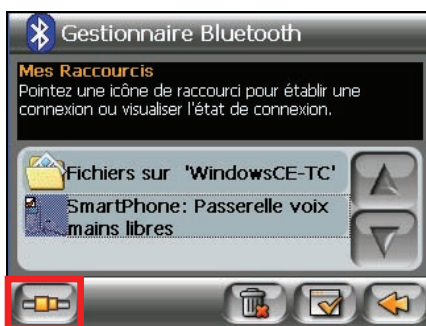 Gestionnaire Bluetooth
Mes Raccourcis
Pointez une icône de raccourci pour établir une
connexion ou visualiser l'état de connexion.
Fichiers sur 'WindowsCE-TC'
SmartPhone: Passerelle voix
mains libres